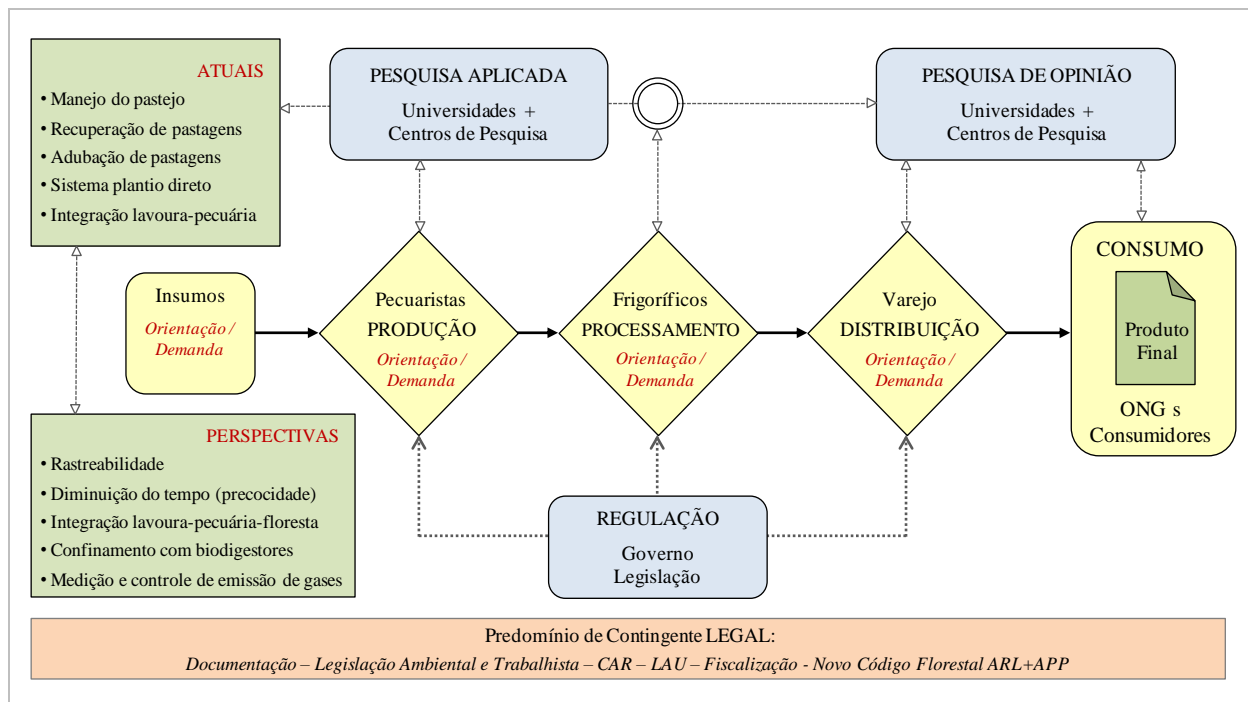 ATUAIS
• Manejo do pastejo
• Recuperação de pastagens
• Adubação de pastagens
• Sistema plantio direto
• Integração lavoura-pecuária
PESQUISA APLICADA
Universidades +
Centros de Pesquisa
PESQUISA DE OPINIÃO
Universidades +
Centros de Pesquisa
Insumos
Orientação /
Demanda
Pecuaristas
PRODUÇÃO
Orientação /
Demanda
Frigoríficos
PROCESSAMENTO
Orientação /
Demanda
Varejo
DISTRIBUIÇÃO
Orientação /
Demanda
CONSUMO
Produto
Final
ONG s
Consumidores
PERSPECTIVAS
• Rastreabilidade
• Diminuição do tempo (precocidade)
• Integração lavoura-pecuária-floresta
• Confinamento com biodigestores
• Medição e controle de emissão de gases
REGULAÇÃO
Governo
Legislação
Predomínio de Contingente LEGAL:
Documentação – Legislação Ambiental e Trabalhista – CAR – LAU – Fiscalização - Novo Código Florestal ARL+APP